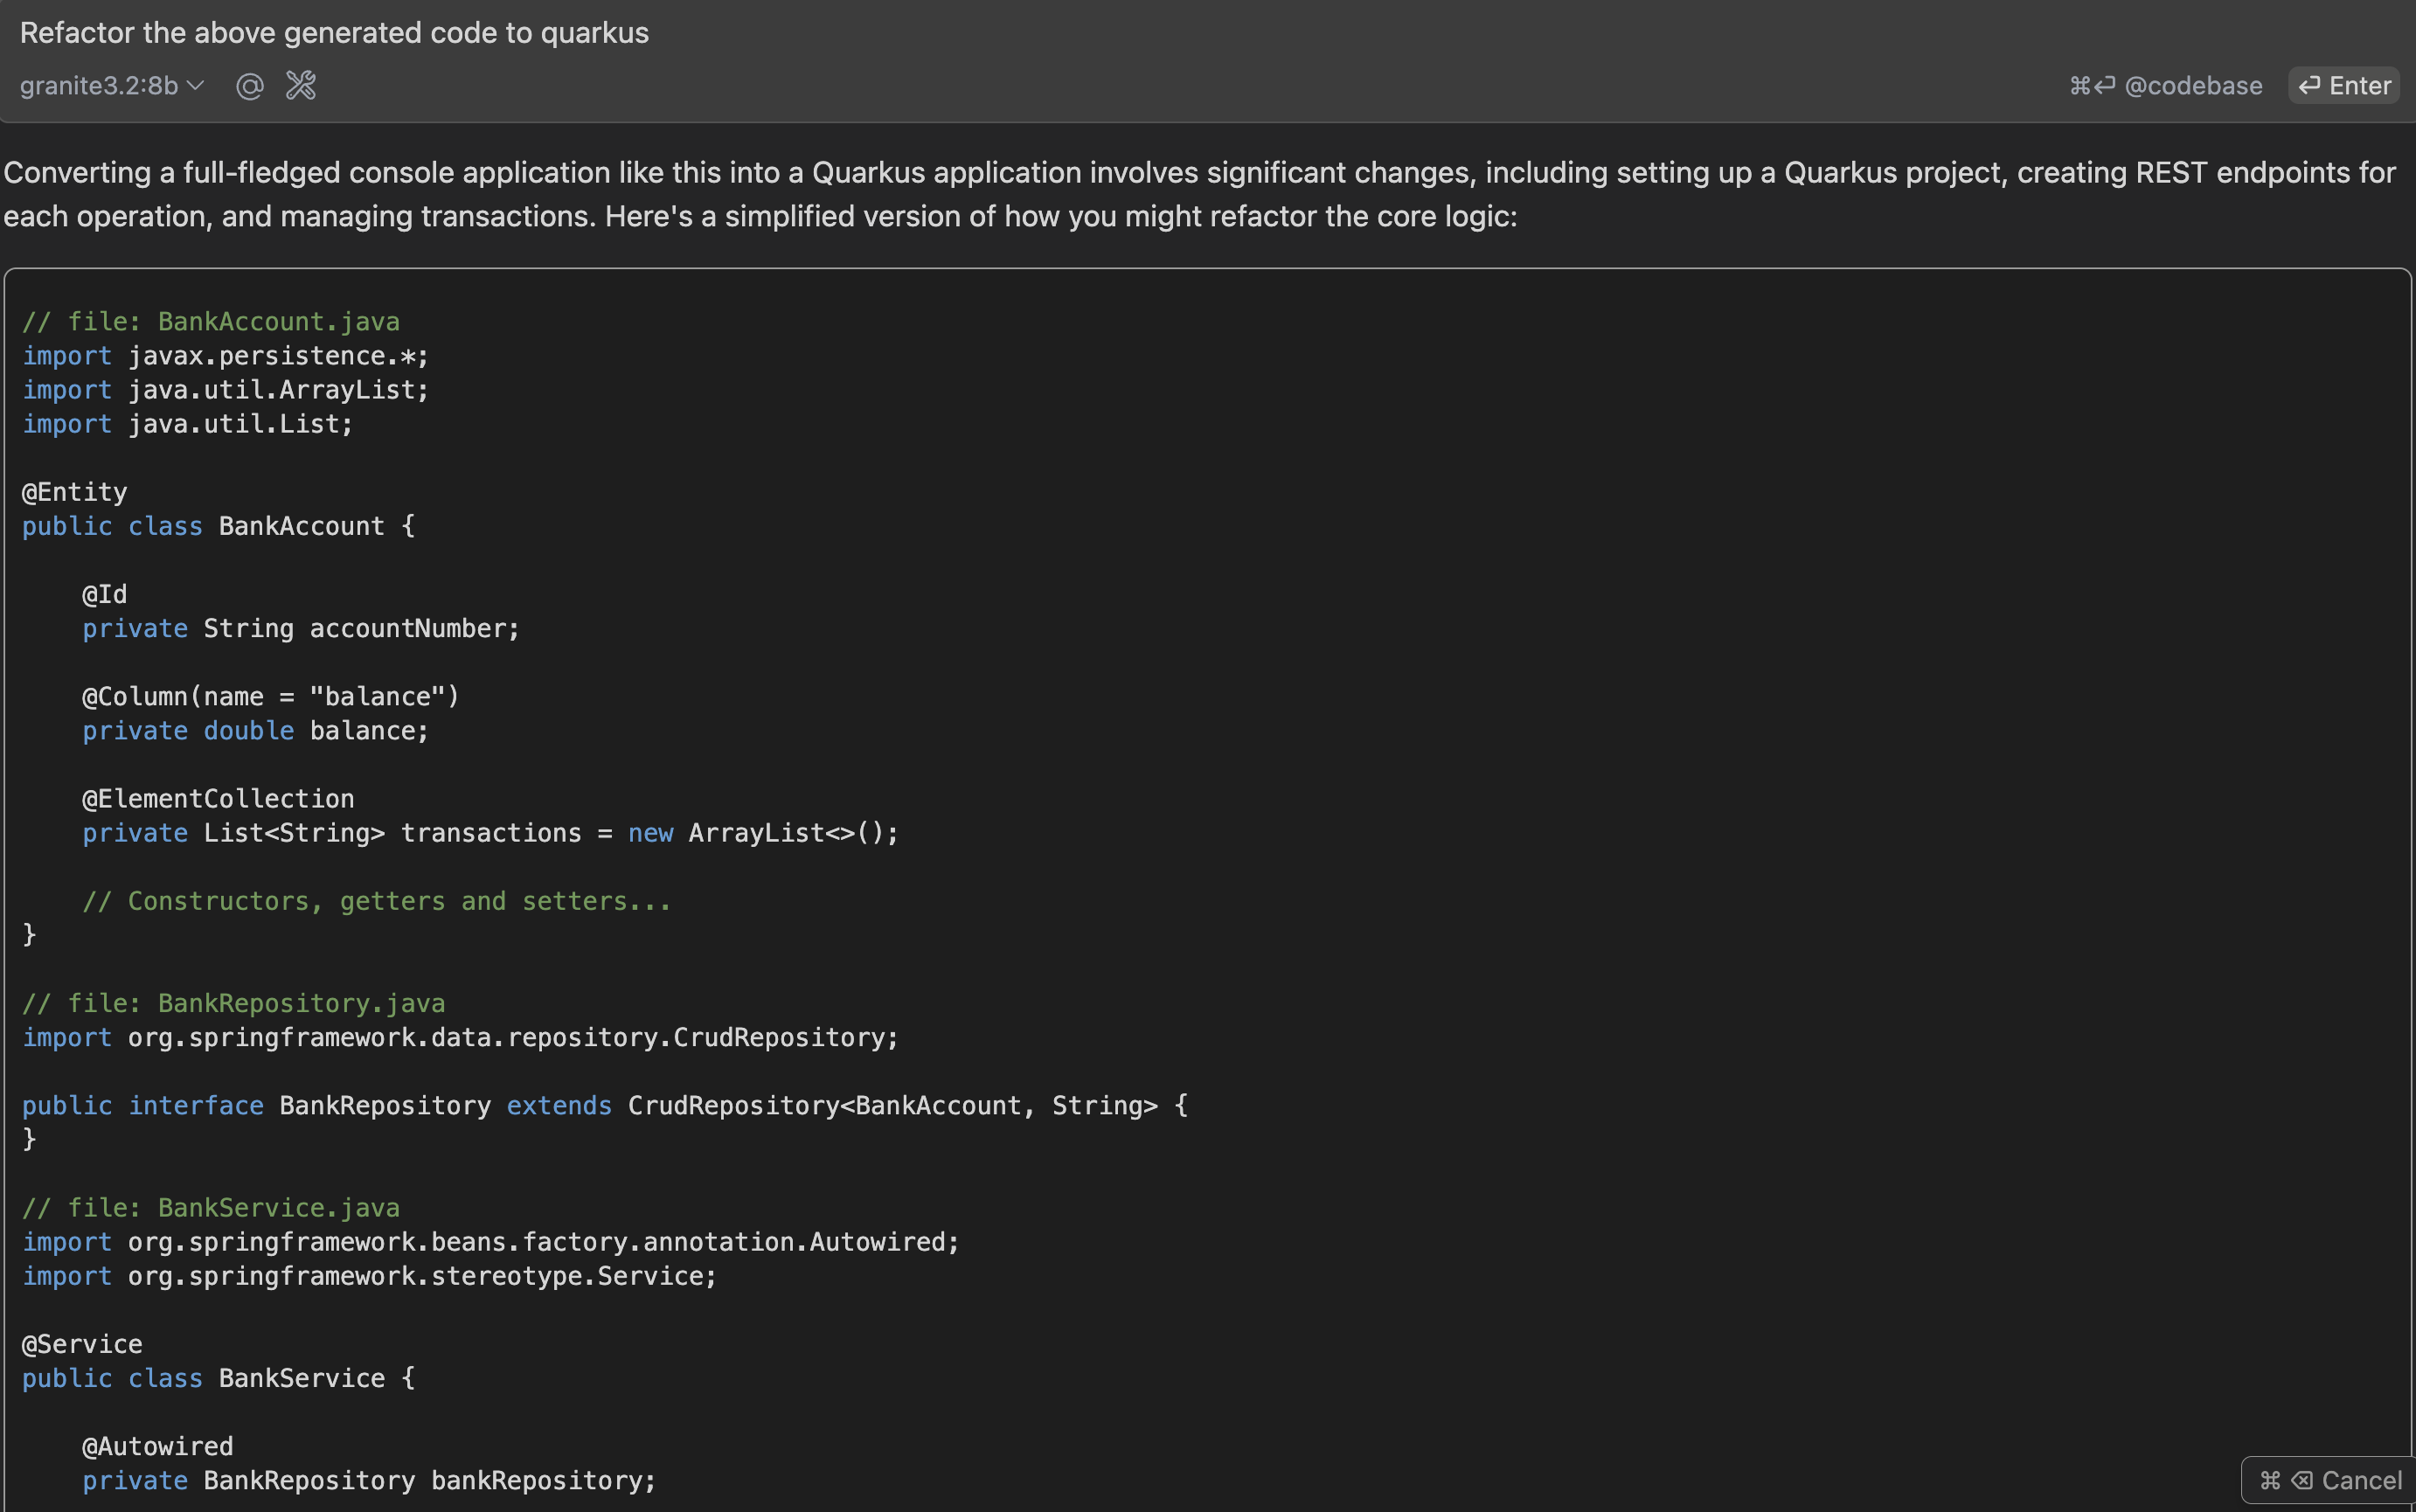 Refactor the above generated code to quarkus
granite3.2:8b @ ⌘⏎ @codebase ⏎ Enter
Converting a full-fledged console application like this into a Quarkus application involves significant changes, including setting up a Quarkus project, creating REST endpoints for
each operation, and managing transactions. Here's a simplified version of how you might refactor the core logic:
// file: BankAccount.java
import javax.persistence.*;
import java.util.ArrayList;
import java.util.List;
@Entity
public class BankAccount {
@Id
private String accountNumber;
@Column(name = "balance")
private double balance;
@ElementCollection
private List<String> transactions = new ArrayList<>();
// Constructors, getters and setters...
}
// file: BankRepository.java
import org.springframework.data.repository.CrudRepository;
public interface BankRepository extends CrudRepository<BankAccount, String> {
}
// file: BankService.java
import org.springframework.beans.factory.annotation.Autowired;
import org.springframework.stereotype.Service;
@Service
public class BankService {
@Autowired
private BankRepository bankRepository;
⌘ ⌫ Cancel